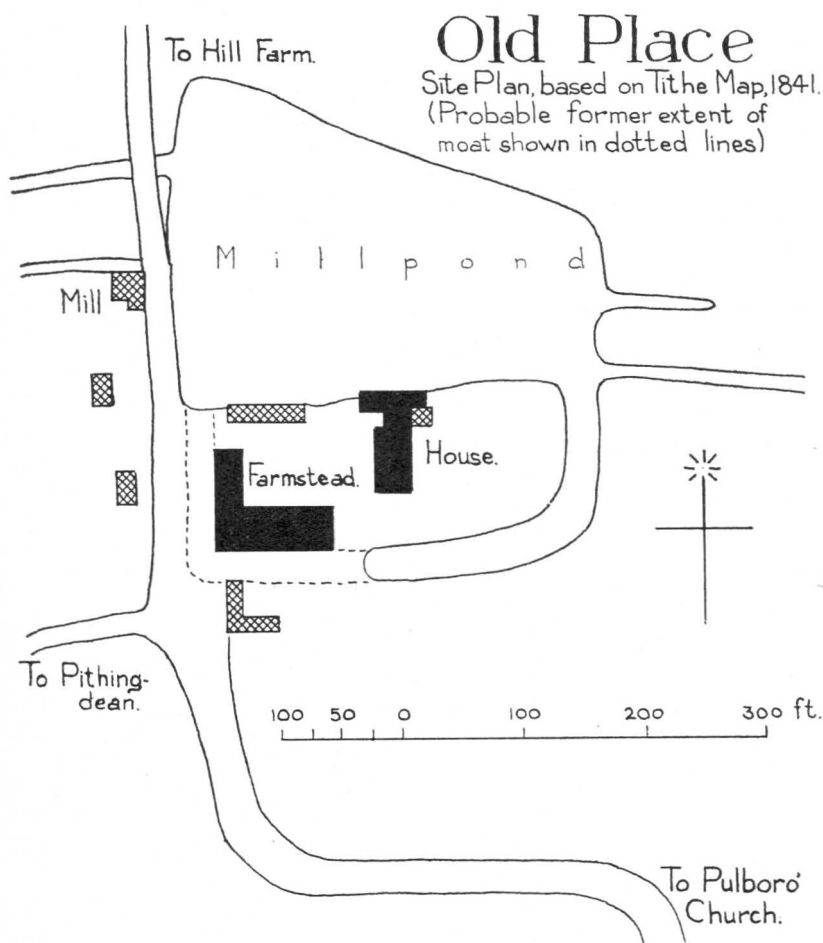 Old Place
Site Plan, based on Tithe Map, 1841.
(Probable former extent of
moat shown in dotted lines)
To Hill Farm.
Millpond
Mill
House.
Farmstead.
To Pithing-
dean.
100 50 0 100 200 300 ft.
To Pulboro'
Church.